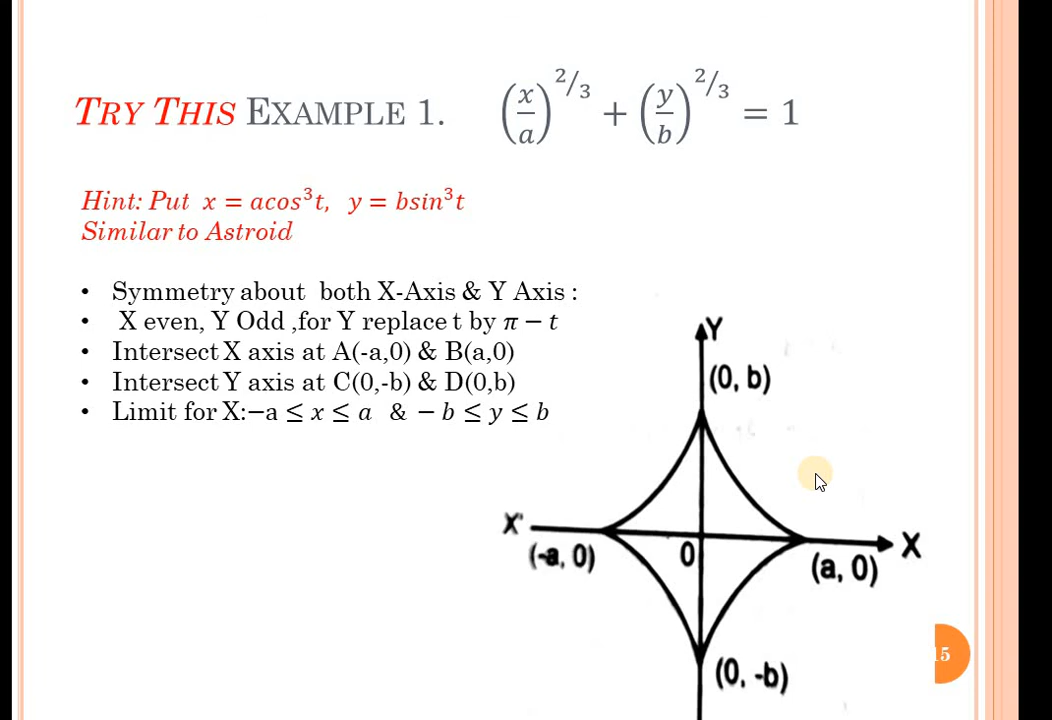 TRY THIS EXAMPLE 1. (x/a)^2/3 + (y/b)^2/3 = 1
Hint: Put x = acos³t, y = bsin³t
Similar to Astroid
• Symmetry about both X-Axis & Y Axis :
• X even, Y Odd ,for Y replace t by π − t
• Intersect X axis at A(-a,0) & B(a,0)
• Intersect Y axis at C(0,-b) & D(0,b)
• Limit for X:−a ≤ x ≤ a & − b ≤ y ≤ b
Y
(0, b)
X'
X
(-a, 0)
0
(a, 0)
(0, -b)
15